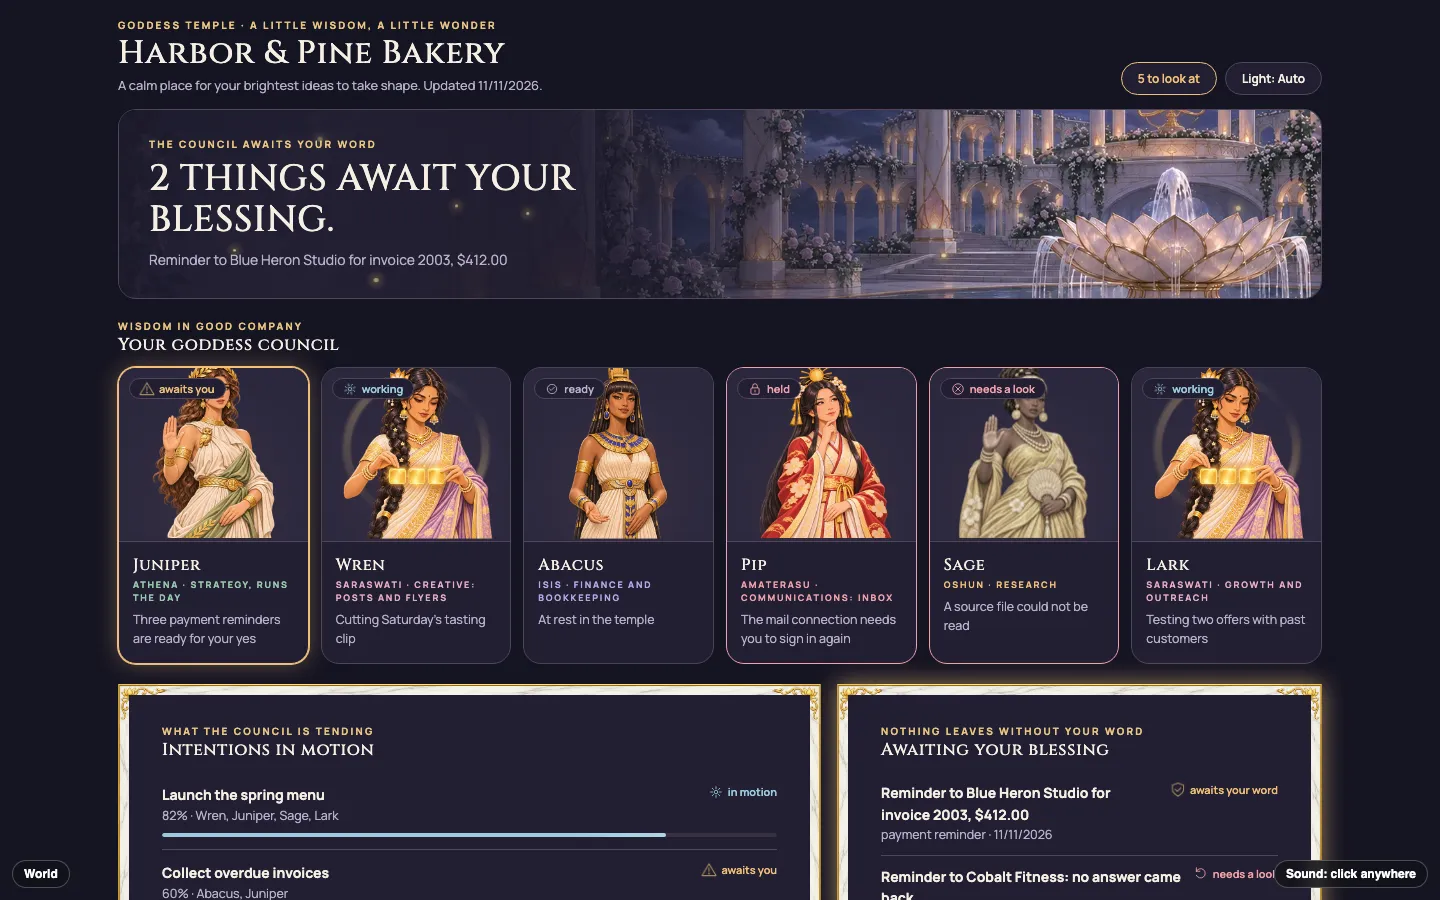 GODDESS TEMPLE · A LITTLE WISDOM, A LITTLE WONDER
HARBOR & PINE BAKERY
A calm place for your brightest ideas to take shape. Updated 11/11/2026.
5 to look at
Light: Auto
THE COUNCIL AWAITS YOUR WORD
2 THINGS AWAIT YOUR
BLESSING.
Reminder to Blue Heron Studio for invoice 2003, $412.00
WISDOM IN GOOD COMPANY
YOUR GODDESS COUNCIL
awaits you
JUNIPER
ATHENA · STRATEGY, RUNS
THE DAY
Three payment reminders
are ready for your yes
working
WREN
SARASWATI · CREATIVE:
POSTS AND FLYERS
Cutting Saturday's tasting
clip
ready
ABACUS
ISIS · FINANCE AND
BOOKKEEPING
At rest in the temple
held
PIP
AMATERASU ·
COMMUNICATIONS: INBOX
The mail connection needs
you to sign in again
needs a look
SAGE
OSHUN · RESEARCH
A source file could not be
read
working
LARK
SARASWATI · GROWTH AND
OUTREACH
Testing two offers with past
customers
WHAT THE COUNCIL IS TENDING
INTENTIONS IN MOTION
Launch the spring menu
in motion
82% · Wren, Juniper, Sage, Lark
Collect overdue invoices
awaits you
60% · Abacus, Juniper
NOTHING LEAVES WITHOUT YOUR WORD
AWAITING YOUR BLESSING
Reminder to Blue Heron Studio for
invoice 2003, $412.00
awaits your word
payment reminder · 11/11/2026
Reminder to Cobalt Fitness: no answer came
back
needs a look
World
Sound: click anywhere